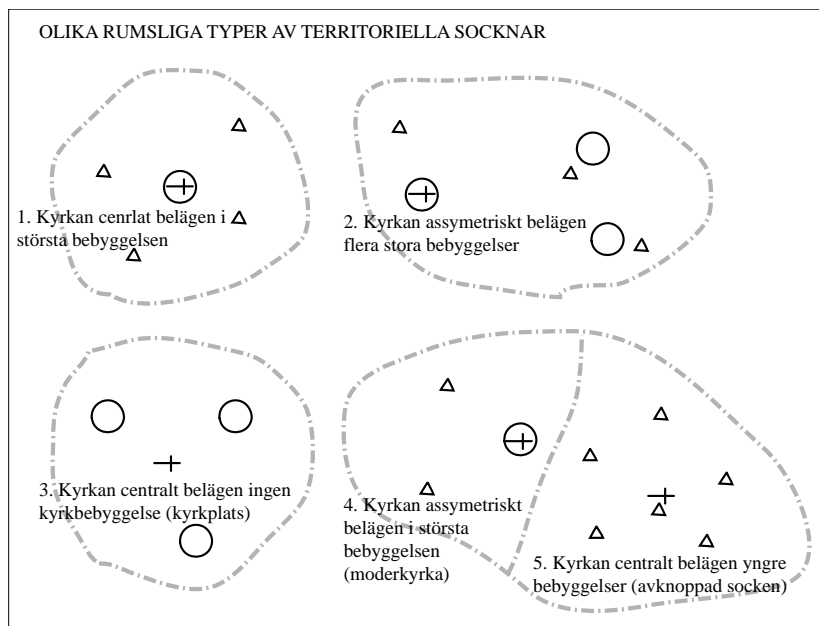 OLIKA RUMSLIGA TYPER AV TERRITORIELLA SOCKNAR
1. Kyrkan cenrlat belägen i
största bebyggelsen
2. Kyrkan assymetriskt belägen
flera stora bebyggelser
3. Kyrkan centralt belägen ingen
kyrkbebyggelse (kyrkplats)
4. Kyrkan assymetriskt
belägen i största
bebyggelsen
(moderkyrka)
5. Kyrkan centralt belägen yngre
bebyggelser (avknoppad socken)